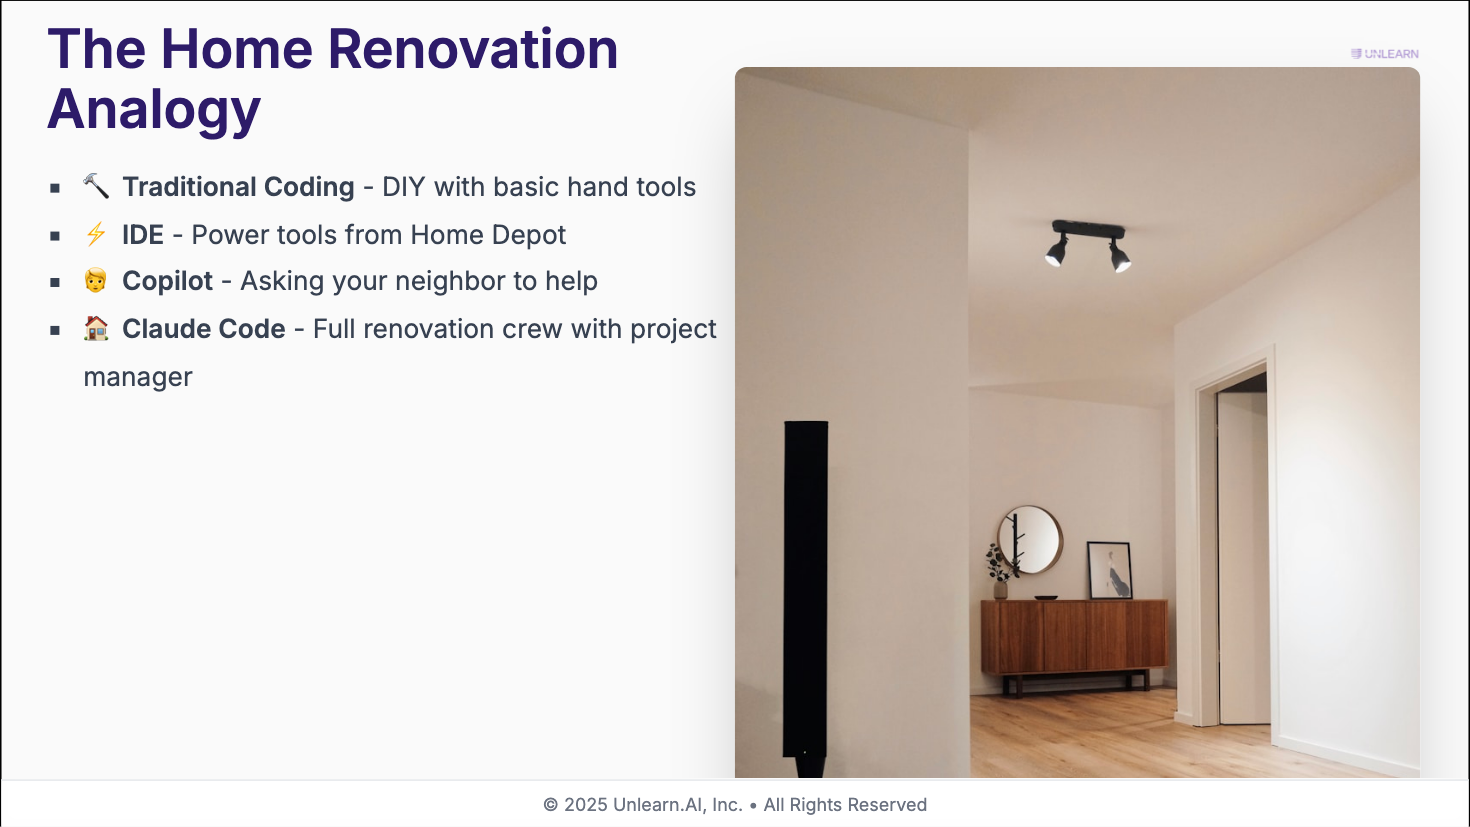 The Home Renovation
Analogy
UNLEARN
▪ 🔨 Traditional Coding - DIY with basic hand tools
▪ ⚡ IDE - Power tools from Home Depot
▪ 🧑 Copilot - Asking your neighbor to help
▪ 🏠 Claude Code - Full renovation crew with project
manager
© 2025 Unlearn.AI, Inc. • All Rights Reserved